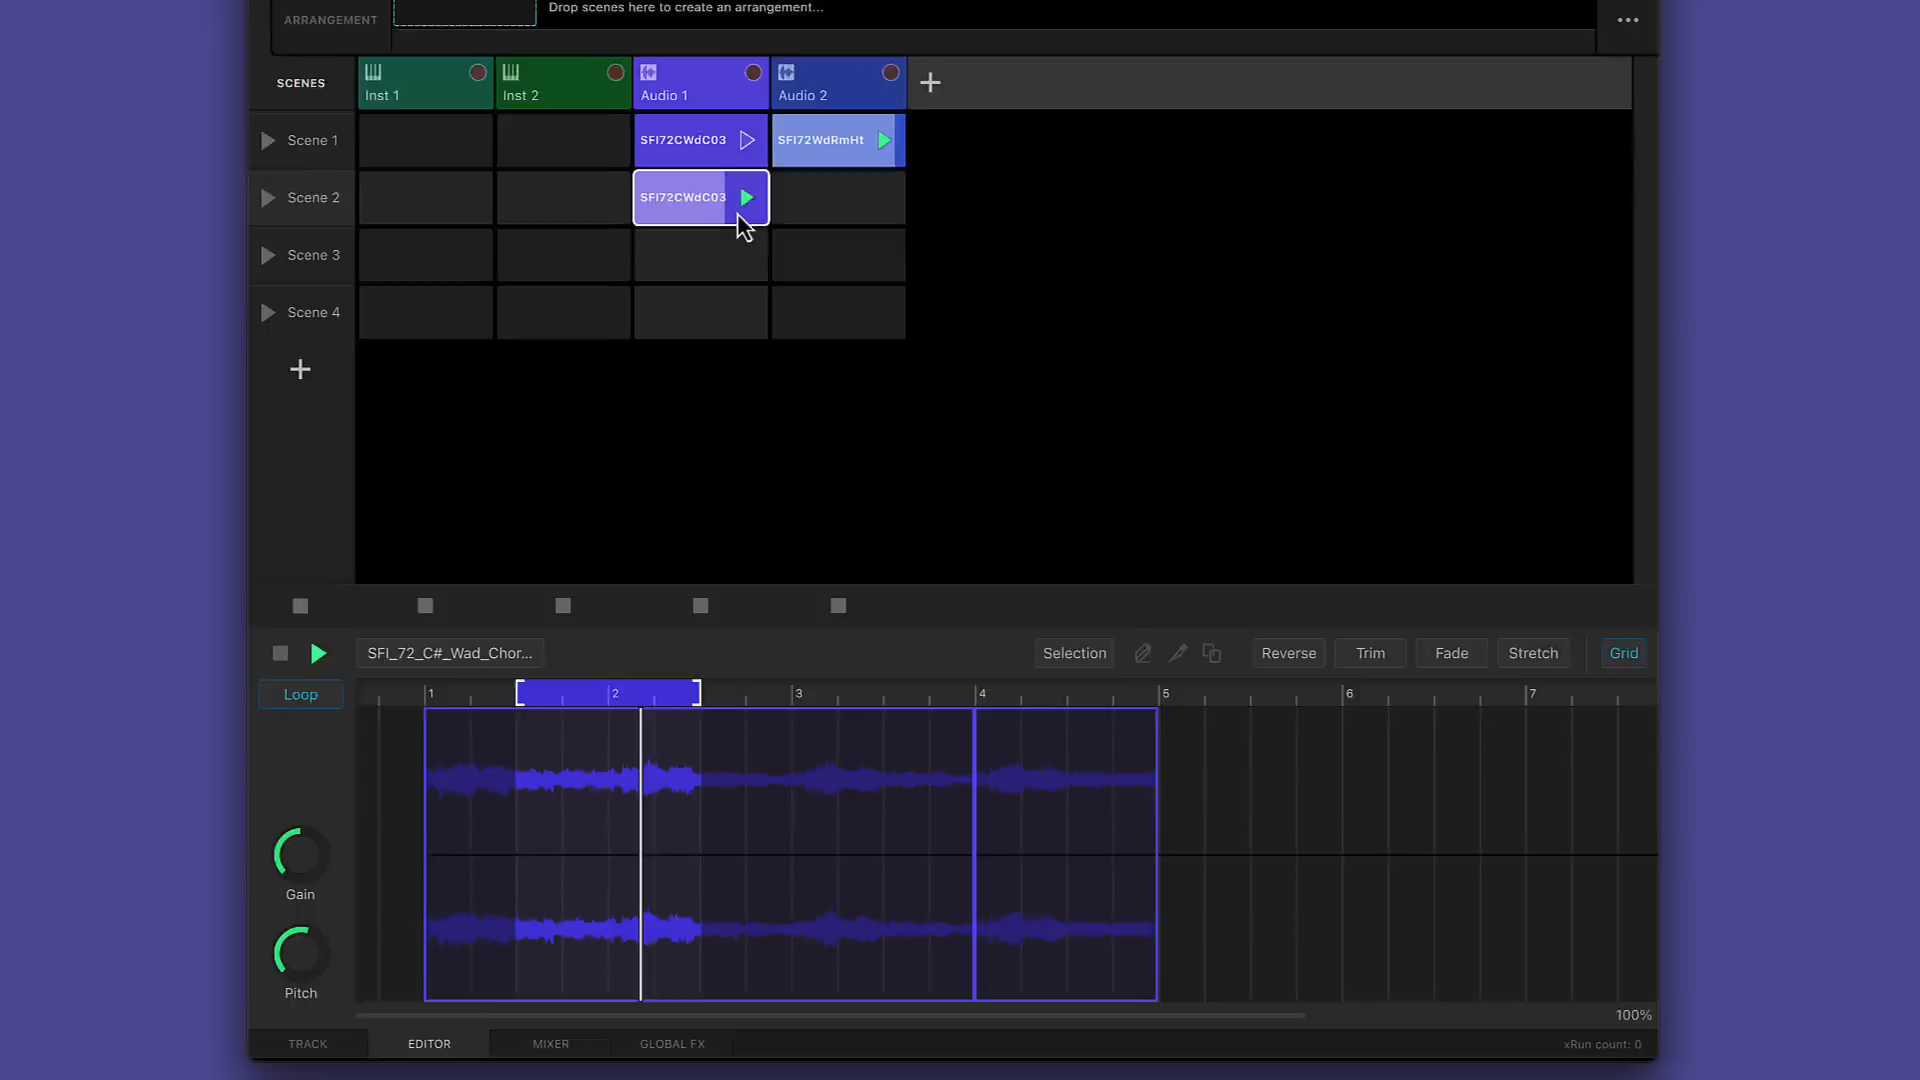 ARRANGEMENT
Drop scenes here to create an arrangement...
SCENES
Inst 1
Inst 2
Audio 1
Audio 2
Scene 1
SFI72CWdC03
SFI72WdRmHt
Scene 2
SFI72CWdC03
Scene 3
Scene 4
SFI_72_C#_Wad_Chor...
Selection
Reverse
Trim
Fade
Stretch
Grid
Loop
1 2 3 4 5 6 7
Gain
Pitch
100%
TRACK
EDITOR
MIXER
GLOBAL FX
xRun count: 0